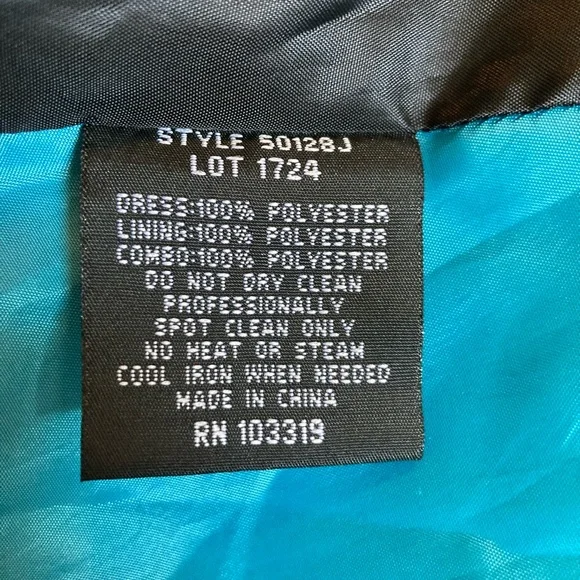 STYLE 50128J
LOT 1724
DRESS:100% POLYESTER
LINING:100% POLYESTER
COMBO:100% POLYESTER
DO NOT DRY CLEAN
PROFESSIONALLY
SPOT CLEAN ONLY
NO HEAT OR STEAM
COOL IRON WHEN NEEDED
MADE IN CHINA
RN 103319